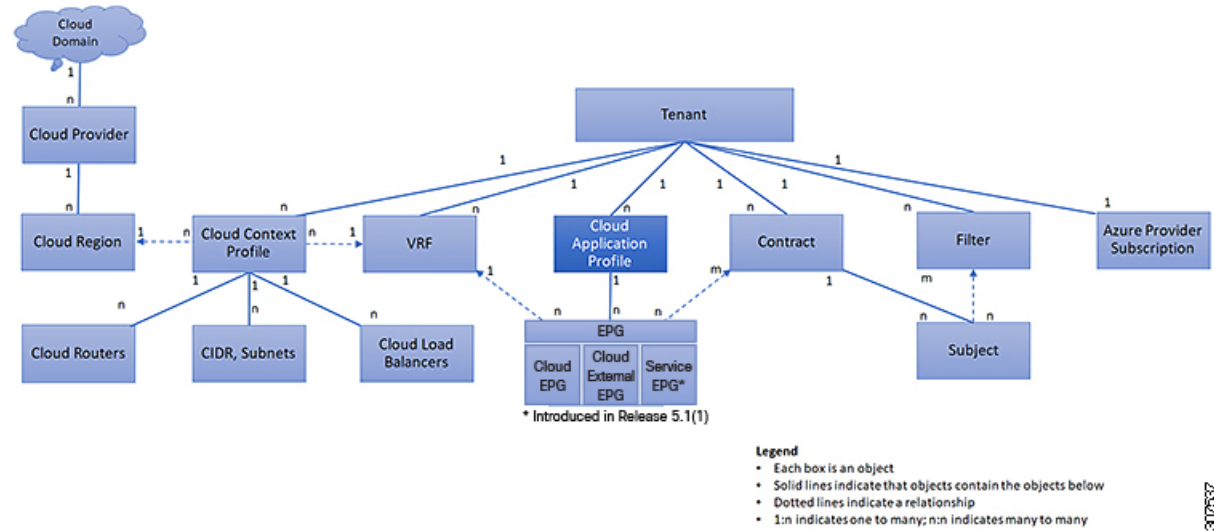 Cloud
Domain
1
n
Cloud Provider
1
n
Cloud Region
Tenant
1
1
1
1
1
1
n
n
n
n
n
1
Cloud Context
Profile
VRF
Cloud
Application
Profile
Contract
Filter
Azure Provider
Subscription
1
n
n
1
1
1
1
n
n
n
Cloud Routers
CIDR, Subnets
Cloud Load
Balancers
1
n
1
n
m
n
EPG
Cloud
EPG
Cloud
External
EPG
Service
EPG*
* Introduced in Release 5.1(1)
1
n
m
n
Subject
Legend
• Each box is an object
• Solid lines indicate that objects contain the objects below
• Dotted lines indicate a relationship
• 1:n indicates one to many; n:n indicates many to many
307537